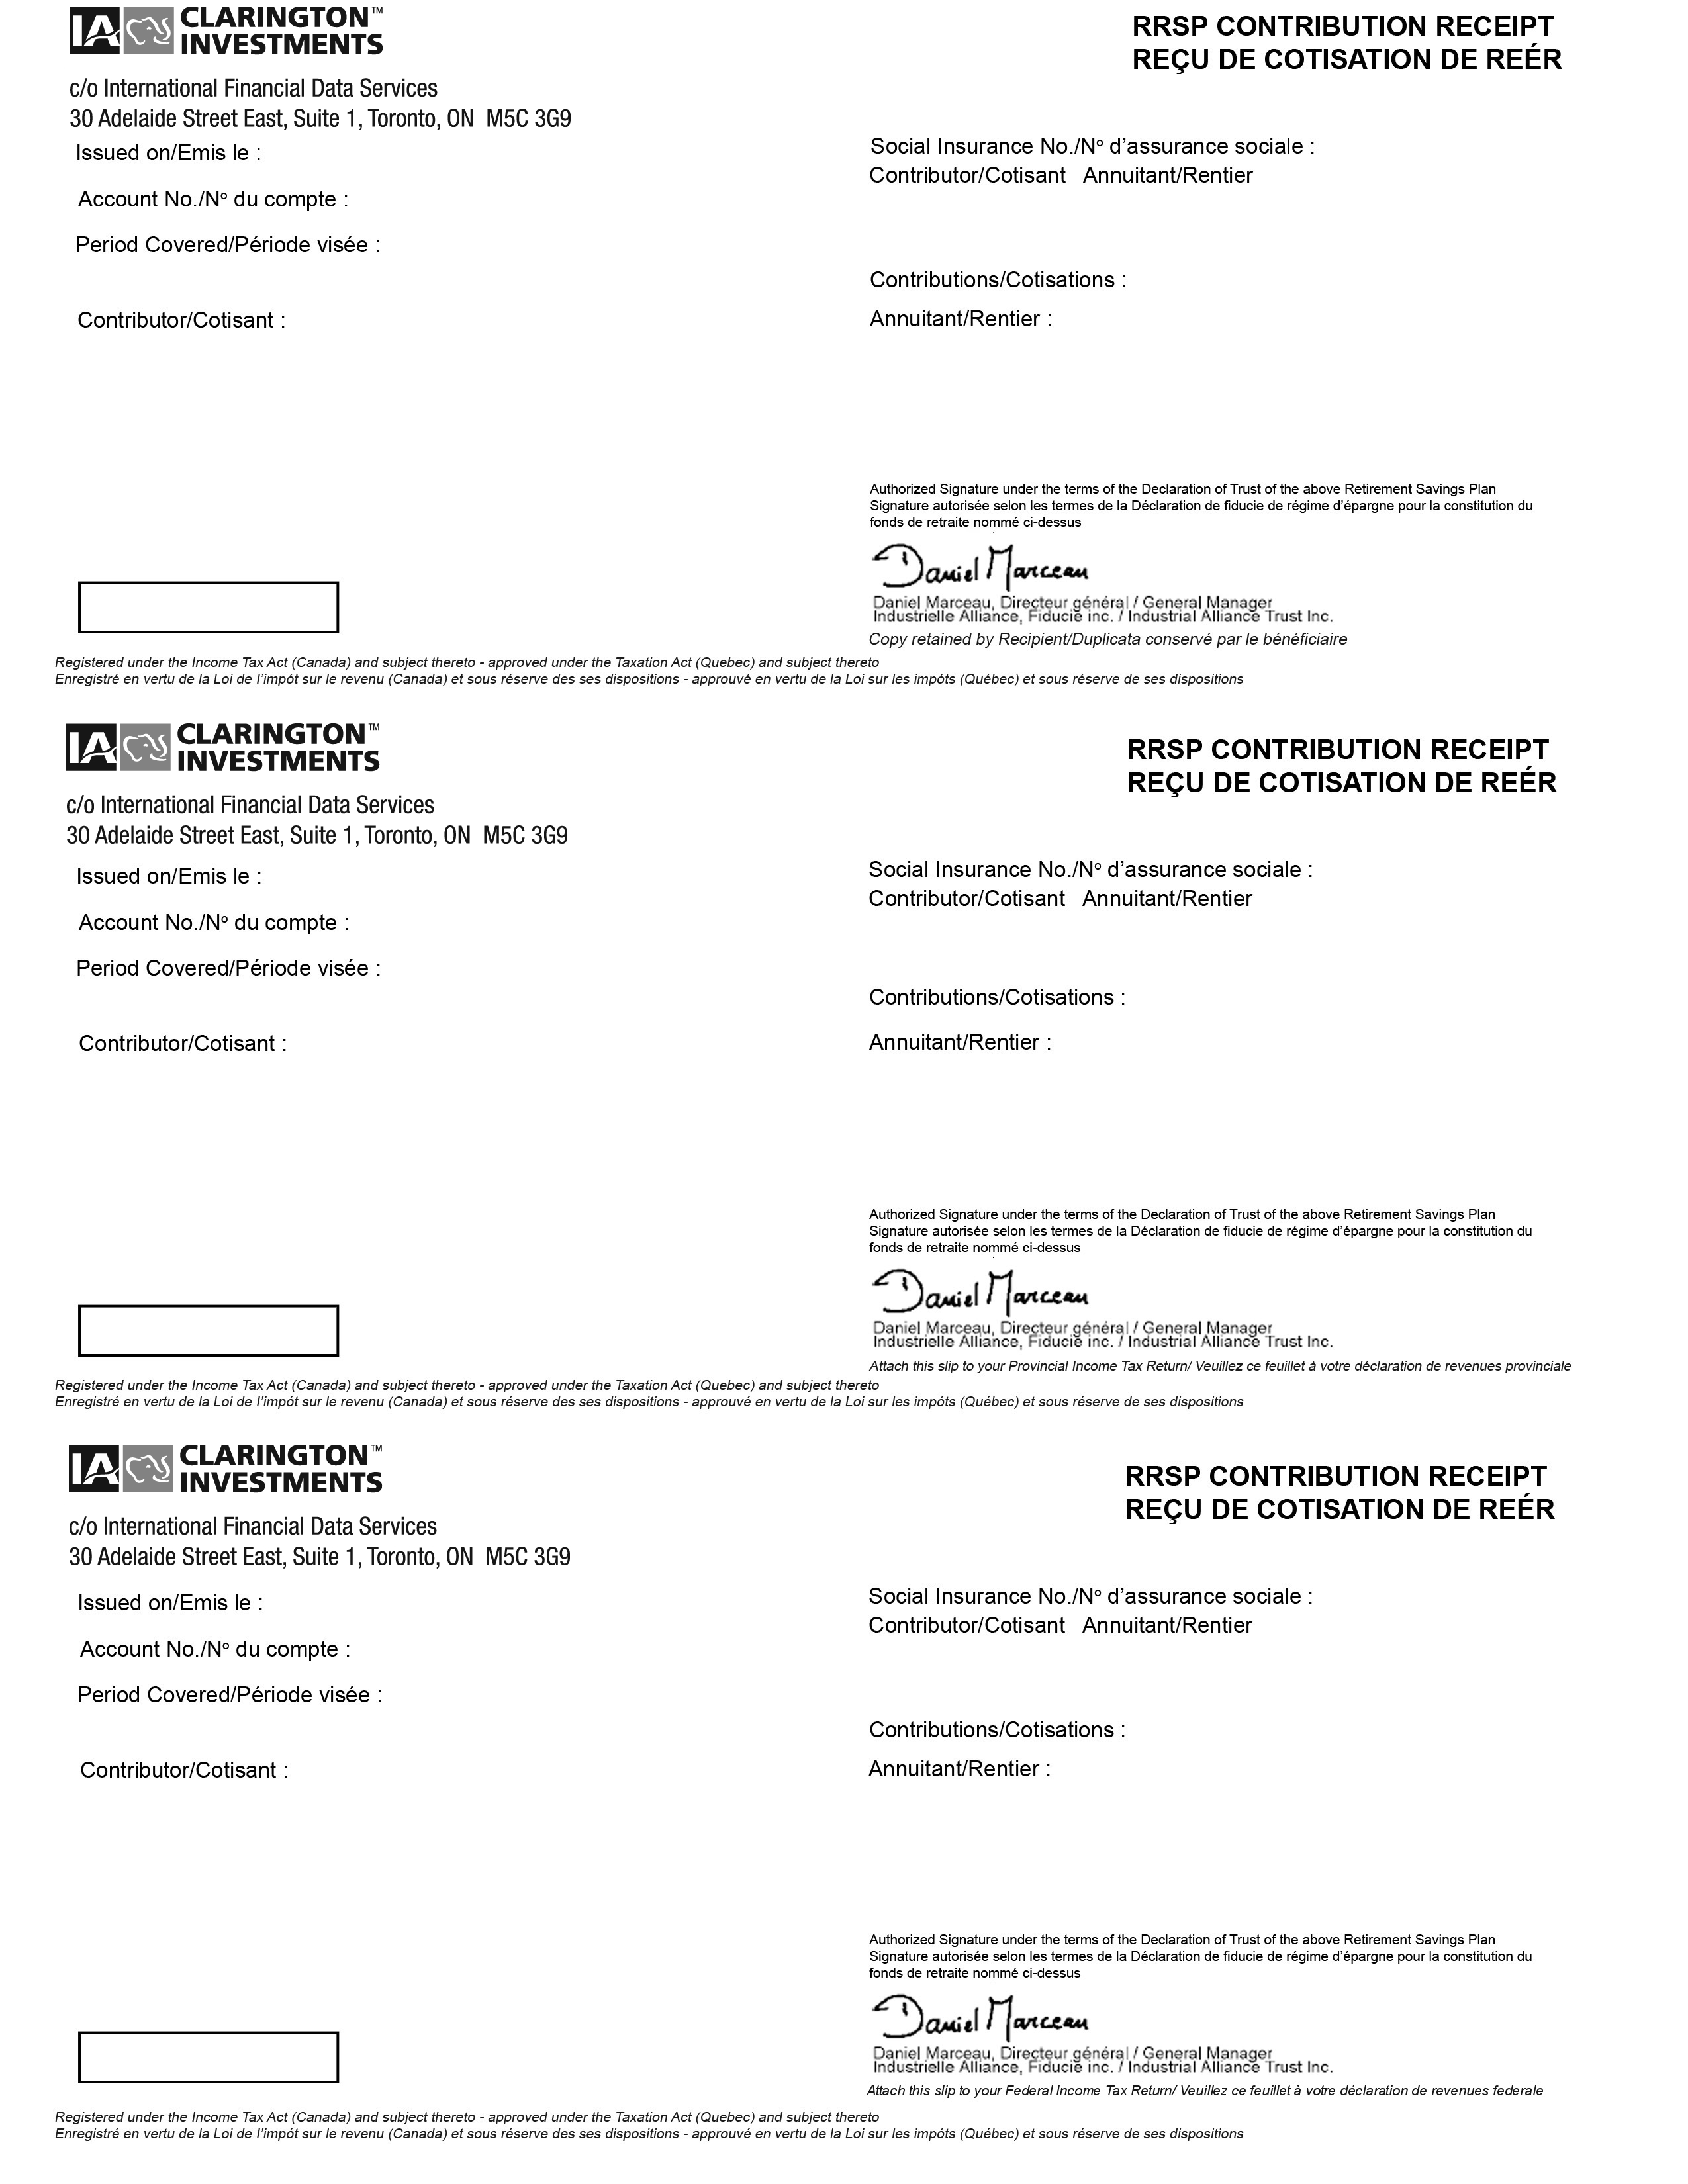 IA CLARINGTON™
INVESTMENTS
RRSP CONTRIBUTION RECEIPT
REÇU DE COTISATION DE REÉR
c/o International Financial Data Services
30 Adelaide Street East, Suite 1, Toronto, ON M5C 3G9
Issued on/Emis le :
Social Insurance No./Nº d’assurance sociale :
Contributor/Cotisant Annuitant/Rentier
Account No./Nº du compte :
Period Covered/Période visée :
Contributions/Cotisations :
Contributor/Cotisant :
Annuitant/Rentier :
Authorized Signature under the terms of the Declaration of Trust of the above Retirement Savings Plan
Signature autorisée selon les termes de la Déclaration de fiducie de régime d’épargne pour la constitution du
fonds de retraite nommé ci-dessus
Daniel Marceau
Daniel Marceau, Directeur général / General Manager
Industrielle Alliance, Fiducie inc. / Industrial Alliance Trust Inc.
Copy retained by Recipient/Duplicata conservé par le bénéficiaire
Registered under the Income Tax Act (Canada) and subject thereto - approved under the Taxation Act (Quebec) and subject thereto
Enregistré en vertu de la Loi de l’impót sur le revenu (Canada) et sous réserve des ses dispositions - approuvé en vertu de la Loi sur les impóts (Québec) et sous réserve de ses dispositions
IA CLARINGTON™
INVESTMENTS
RRSP CONTRIBUTION RECEIPT
REÇU DE COTISATION DE REÉR
c/o International Financial Data Services
30 Adelaide Street East, Suite 1, Toronto, ON M5C 3G9
Issued on/Emis le :
Social Insurance No./Nº d’assurance sociale :
Contributor/Cotisant Annuitant/Rentier
Account No./Nº du compte :
Period Covered/Période visée :
Contributions/Cotisations :
Contributor/Cotisant :
Annuitant/Rentier :
Authorized Signature under the terms of the Declaration of Trust of the above Retirement Savings Plan
Signature autorisée selon les termes de la Déclaration de fiducie de régime d’épargne pour la constitution du
fonds de retraite nommé ci-dessus
Daniel Marceau
Daniel Marceau, Directeur général / General Manager
Industrielle Alliance, Fiducie inc. / Industrial Alliance Trust Inc.
Attach this slip to your Provincial Income Tax Return/ Veuillez ce feuillet à votre déclaration de revenues provinciale
Registered under the Income Tax Act (Canada) and subject thereto - approved under the Taxation Act (Quebec) and subject thereto
Enregistré en vertu de la Loi de l’impót sur le revenu (Canada) et sous réserve des ses dispositions - approuvé en vertu de la Loi sur les impóts (Québec) et sous réserve de ses dispositions
IA CLARINGTON™
INVESTMENTS
RRSP CONTRIBUTION RECEIPT
REÇU DE COTISATION DE REÉR
c/o International Financial Data Services
30 Adelaide Street East, Suite 1, Toronto, ON M5C 3G9
Issued on/Emis le :
Social Insurance No./Nº d’assurance sociale :
Contributor/Cotisant Annuitant/Rentier
Account No./Nº du compte :
Period Covered/Période visée :
Contributions/Cotisations :
Contributor/Cotisant :
Annuitant/Rentier :
Authorized Signature under the terms of the Declaration of Trust of the above Retirement Savings Plan
Signature autorisée selon les termes de la Déclaration de fiducie de régime d’épargne pour la constitution du
fonds de retraite nommé ci-dessus
Daniel Marceau
Daniel Marceau, Directeur général / General Manager
Industrielle Alliance, Fiducie inc. / Industrial Alliance Trust Inc.
Attach this slip to your Federal Income Tax Return/ Veuillez ce feuillet à votre déclaration de revenues federale
Registered under the Income Tax Act (Canada) and subject thereto - approved under the Taxation Act (Quebec) and subject thereto
Enregistré en vertu de la Loi de l’impót sur le revenu (Canada) et sous réserve des ses dispositions - approuvé en vertu de la Loi sur les impóts (Québec) et sous réserve de ses dispositions